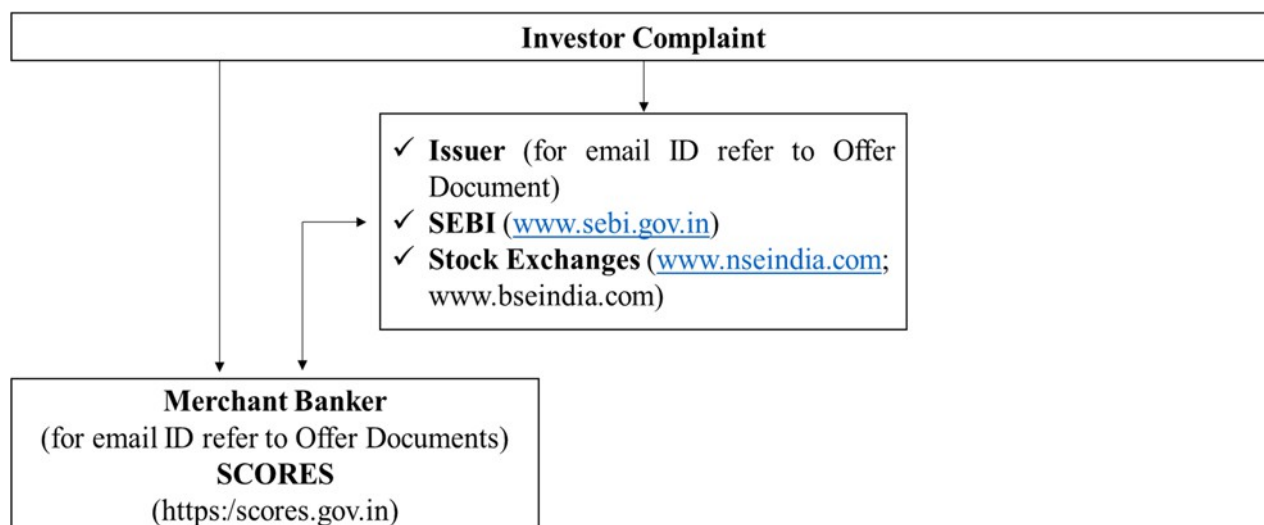 Investor Complaint
✓ Issuer (for email ID refer to Offer
Document)
✓ SEBI (www.sebi.gov.in)
✓ Stock Exchanges (www.nseindia.com;
www.bseindia.com)
Merchant Banker
(for email ID refer to Offer Documents)
SCORES
(https:/scores.gov.in)